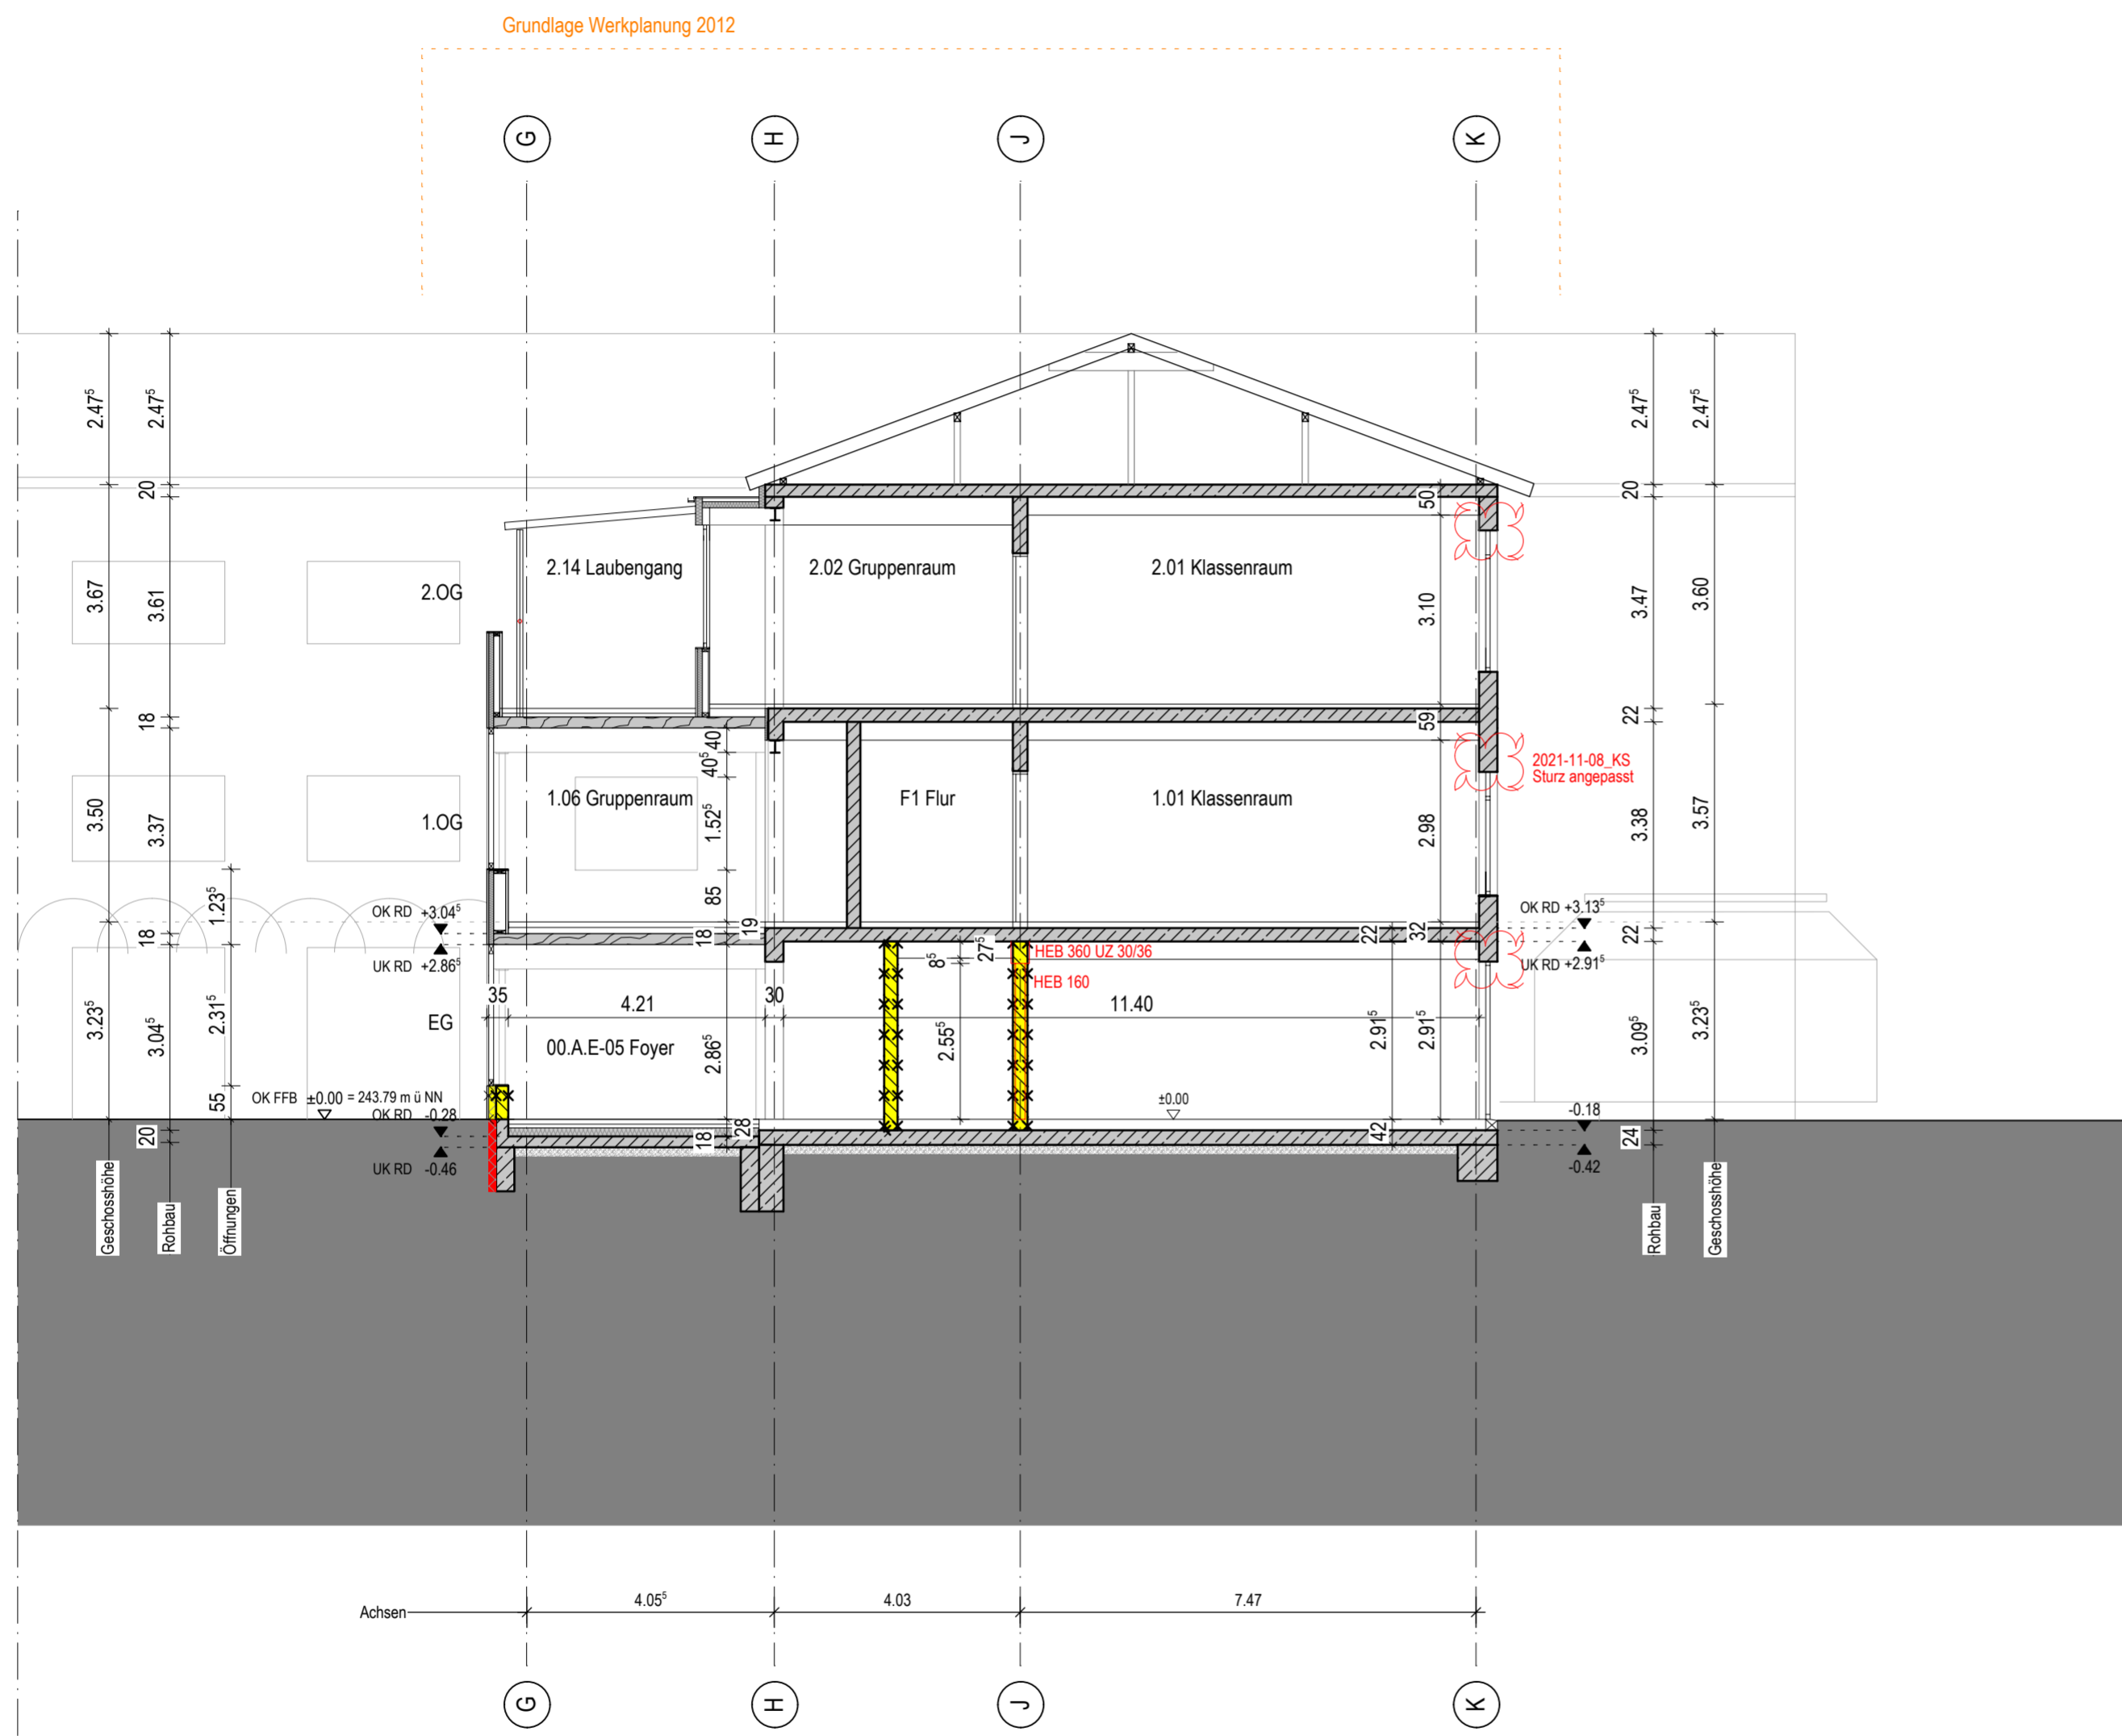 Grundlage Werkplanung 2012
G
H
J
K
2.47⁵
2.47⁵
2.47⁵
2.47⁵
20
20
50
2.14 Laubengang
2.02 Gruppenraum
2.01 Klassenraum
2.OG
3.67
3.61
3.10
3.47
3.60
18
22
59
40
40⁵
2021-11-08_KS
Sturz angepasst
1.06 Gruppenraum
F1 Flur
1.01 Klassenraum
1.OG
3.50
3.37
1.52⁵
2.98
3.38
3.57
85
1.23⁵
OK RD +3.04⁵
OK RD +3.13⁵
18
18
19
22
32
22
27⁵
8⁵
HEB 360 UZ 30/36
UK RD +2.86⁵
UK RD +2.91⁵
HEB 160
35
4.21
30
11.40
EG
3.23⁵
3.04⁵
2.31⁵
2.86⁵
2.55⁵
2.91⁵
2.91⁵
3.09⁵
3.23⁵
00.A.E-05 Foyer
OK FFB ±0.00 = 243.79 m ü NN
±0.00
55
OK RD -0.28
-0.18
20
18
28
42
24
UK RD -0.46
-0.42
Geschosshöhe
Rohbau
Öffnungen
Rohbau
Geschosshöhe
Achsen
4.05⁵
4.03
7.47
G
H
J
K